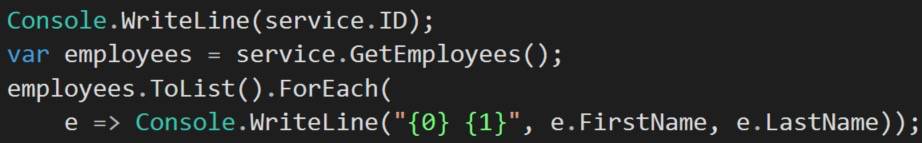 Console.WriteLine(service.ID);
var employees = service.GetEmployees();
employees.ToList().ForEach(
    e => Console.WriteLine("{0} {1}", e.FirstName, e.LastName));